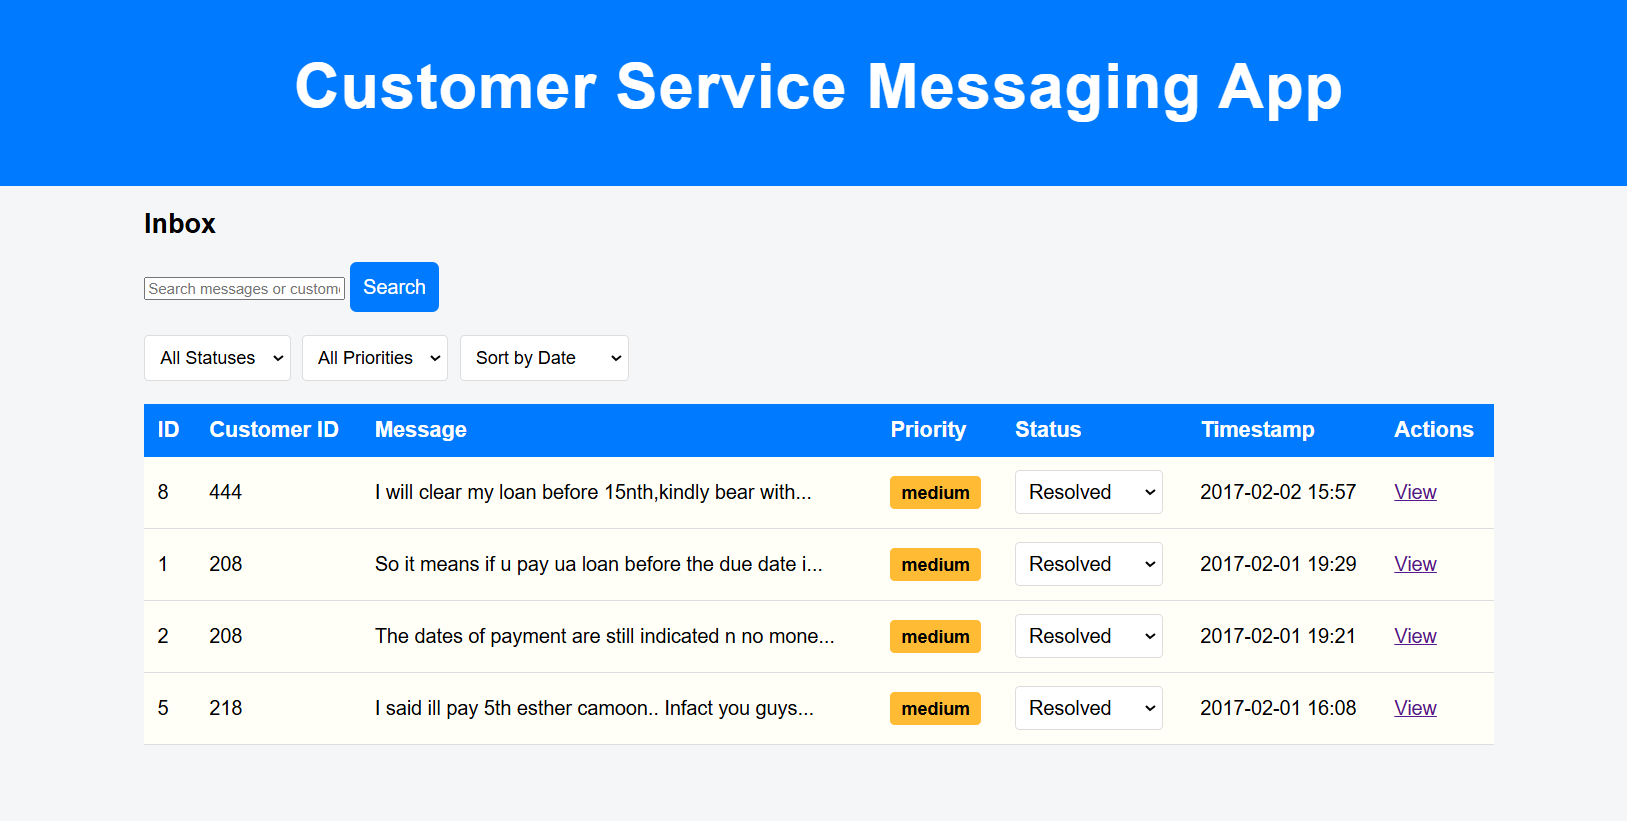 Customer Service Messaging App
Inbox
Search messages or custom
Search
All Statuses All Priorities Sort by Date
ID Customer ID Message Priority Status Timestamp Actions
8 444 I will clear my loan before 15nth,kindly bear with... medium Resolved 2017-02-02 15:57 View
1 208 So it means if u pay ua loan before the due date i... medium Resolved 2017-02-01 19:29 View
2 208 The dates of payment are still indicated n no mone... medium Resolved 2017-02-01 19:21 View
5 218 I said ill pay 5th esther camoon.. Infact you guys... medium Resolved 2017-02-01 16:08 View